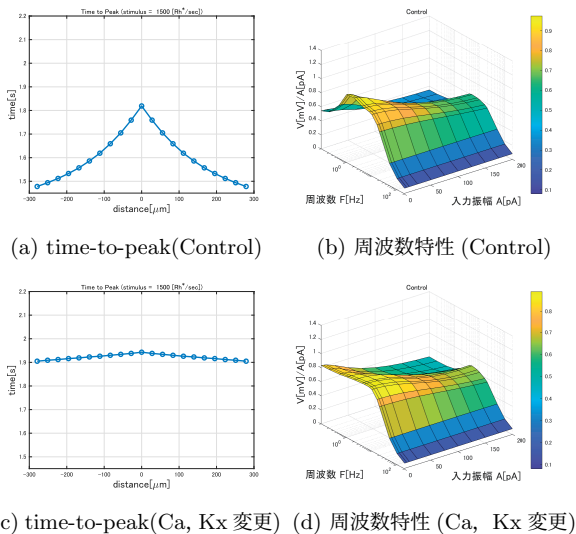 Time to Peak (stimulus = 1500 [Rh*/sec])
2.2
2.1
2
1.9
1.8
1.7
1.6
1.5
time[s]
-300 -200 -100 0 100 200 300
distance[μm]
(a) time-to-peak(Control)
Control
1.4
1.2
1
0.8
0.6
0.4
0.2
0
V[mV]/A[pA]
10⁰
10²
周波数 F[Hz]
0 50 100 150 200
入力振幅 A[pA]
0.9
0.8
0.7
0.6
0.5
0.4
0.3
0.2
0.1
(b) 周波数特性 (Control)
Time to Peak (stimulus = 1500 [Rh*/sec])
2.2
2.1
2
1.9
1.8
1.7
1.6
1.5
time[s]
-300 -200 -100 0 100 200 300
distance[μm]
c) time-to-peak(Ca, Kx 変更)
Control
1.4
1.2
1
0.8
0.6
0.4
0.2
0
V[mV]/A[pA]
10⁰
10²
周波数 F[Hz]
0 50 100 150 200
入力振幅 A[pA]
0.8
0.7
0.6
0.5
0.4
0.3
0.2
0.1
(d) 周波数特性 (Ca, Kx 変更)